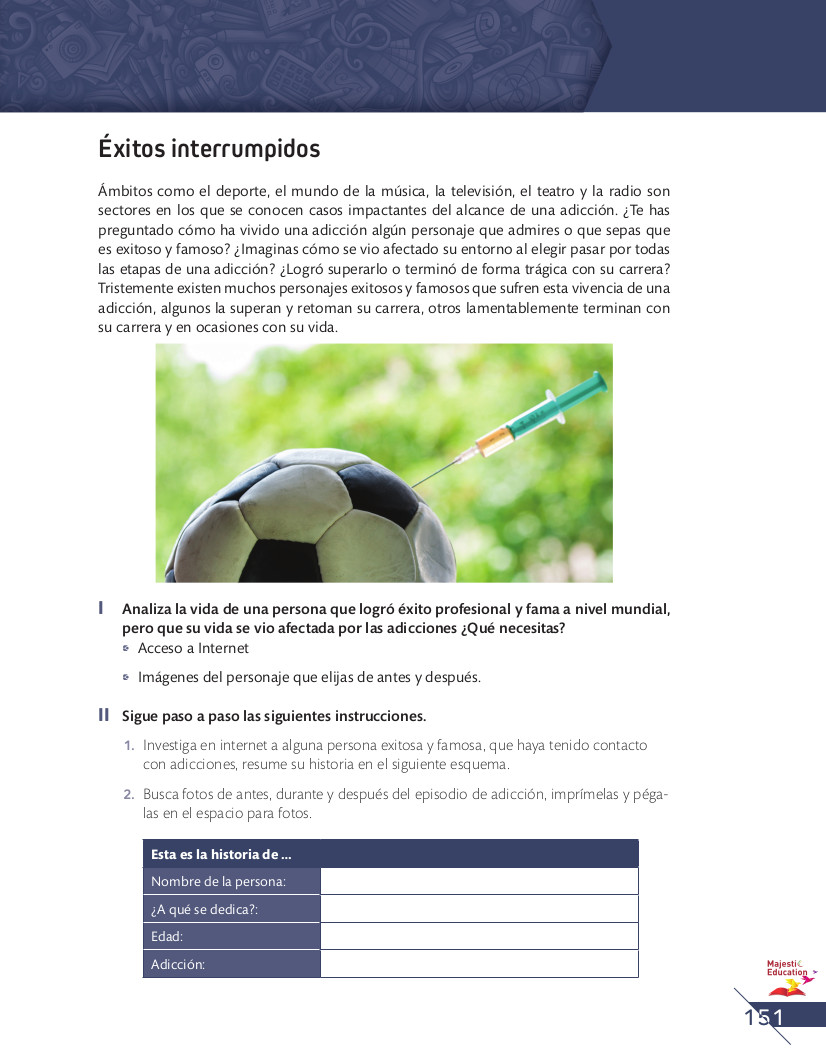 Éxitos interrumpidos
Ámbitos como el deporte, el mundo de la música, la televisión, el teatro y la radio son
sectores en los que se conocen casos impactantes del alcance de una adicción. ¿Te has
preguntado cómo ha vivido una adicción algún personaje que admires o que sepas que
es exitoso y famoso? ¿Imaginas cómo se vio afectado su entorno al elegir pasar por todas
las etapas de una adicción? ¿Logró superarlo o terminó de forma trágica con su carrera?
Tristemente existen muchos personajes exitosos y famosos que sufren esta vivencia de una
adicción, algunos la superan y retoman su carrera, otros lamentablemente terminan con
su carrera y en ocasiones con su vida.
I Analiza la vida de una persona que logró éxito profesional y fama a nivel mundial,
pero que su vida se vio afectada por las adicciones ¿Qué necesitas?
Acceso a Internet
Imágenes del personaje que elijas de antes y después.
II Sigue paso a paso las siguientes instrucciones.
1. Investiga en internet a alguna persona exitosa y famosa, que haya tenido contacto
con adicciones, resume su historia en el siguiente esquema.
2. Busca fotos de antes, durante y después del episodio de adicción, imprímelas y péga-
las en el espacio para fotos.
Esta es la historia de ...
Nombre de la persona:
¿A qué se dedica?:
Edad:
Adicción:
Majestic
Education
151